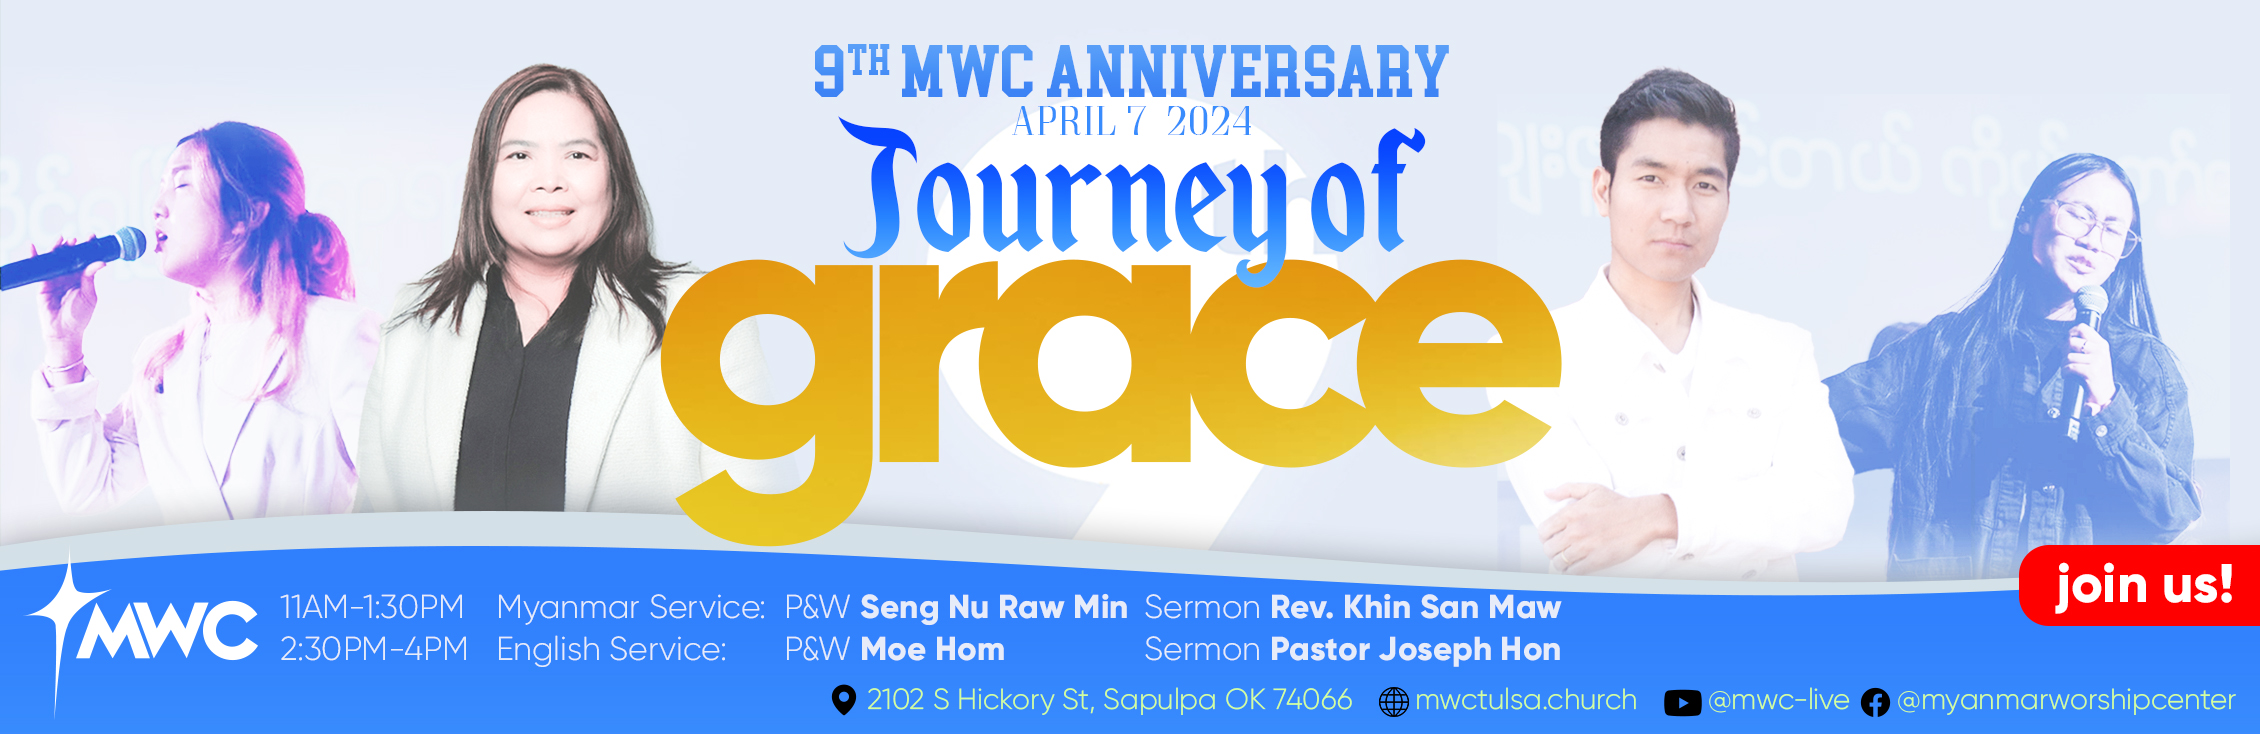 9TH MWC ANNIVERSARY
APRIL 7 2024
Journey of
grace
join us!
MWC
11AM-1:30PM Myanmar Service: P&W Seng Nu Raw Min Sermon Rev. Khin San Maw
2:30PM-4PM English Service: P&W Moe Hom Sermon Pastor Joseph Hon
2102 S Hickory St, Sapulpa OK 74066 mwctulsa.church @mwc-live @myanmarworshipcenter